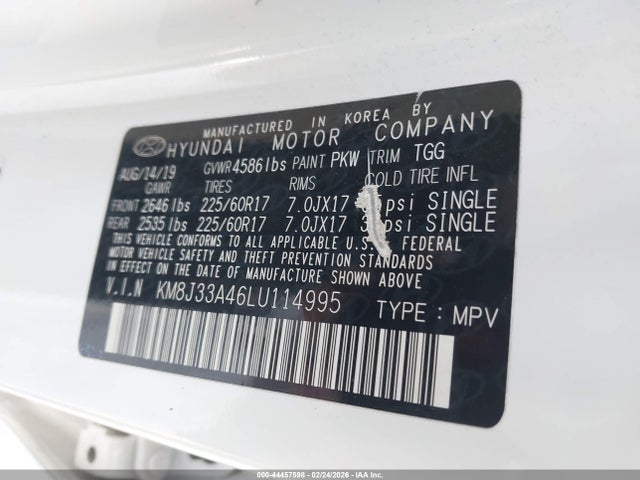 MANUFACTURED IN KOREA BY
HYUNDAI MOTOR COMPANY
AUG/14/19 GVWR 4586 lbs PAINT PKW TRIM TGG
GAWR TIRES RIMS COLD TIRE INFL
FRONT 2646 lbs 225/60R17 7.0JX17 psi SINGLE
REAR 2535 lbs 225/60R17 7.0JX17 psi SINGLE
THIS VEHICLE CONFORMS TO ALL APPLICABLE U.S. FEDERAL
MOTOR VEHICLE SAFETY AND THEFT PREVENTION STANDARDS
IN EFFECT ON THE DATE OF MANUFACTURE SHOWN ABOVE.
V.I.N KM8J33A46LU114995 TYPE : MPV
000-44457598 - 02/24/2026 - IAA Inc.